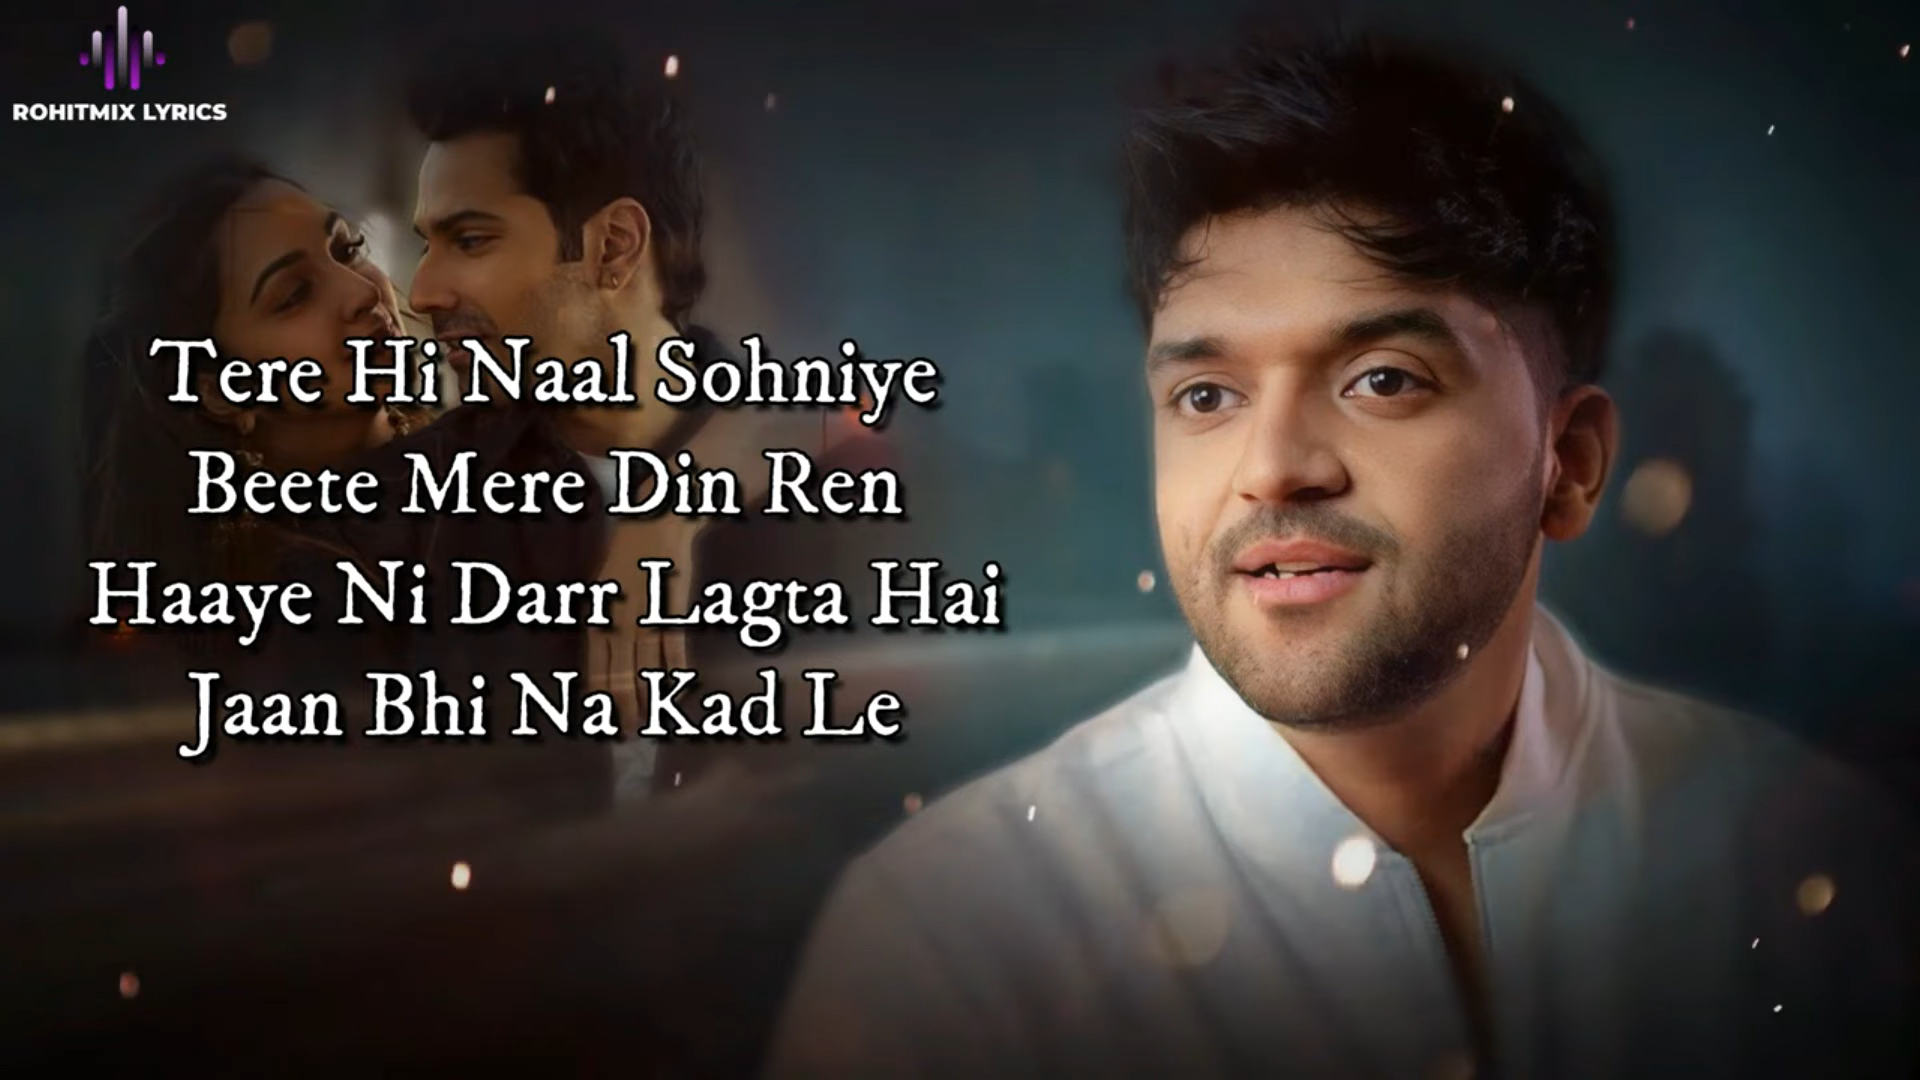 ROHITMIX LYRICS
Tere Hi Naal Sohniye
Beete Mere Din Ren
Haaye Ni Darr Lagta Hai
Jaan Bhi Na Kad Le